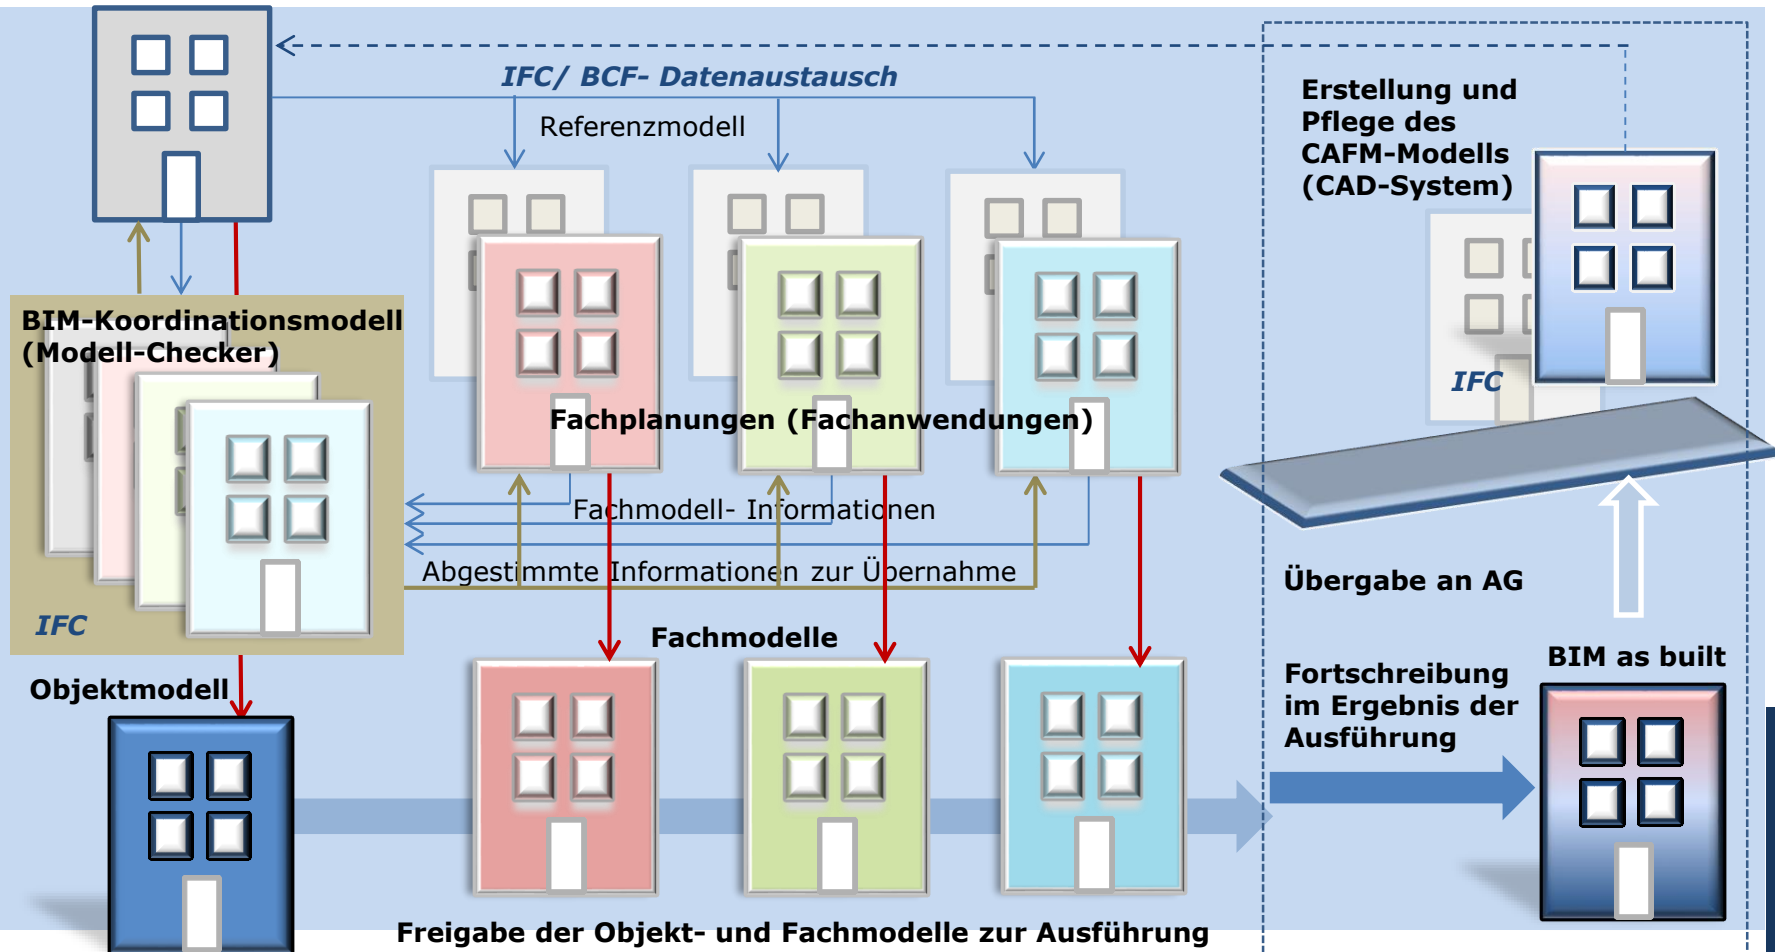 IFC/ BCF- Datenaustausch
Referenzmodell
Erstellung und
Pflege des
CAFM-Modells
(CAD-System)
IFC
BIM-Koordinationsmodell
(Modell-Checker)
IFC
Fachplanungen (Fachanwendungen)
Fachmodell- Informationen
Abgestimmte Informationen zur Übernahme
Übergabe an AG
Fachmodelle
Objektmodell
BIM as built
Fortschreibung
im Ergebnis der
Ausführung
Freigabe der Objekt- und Fachmodelle zur Ausführung